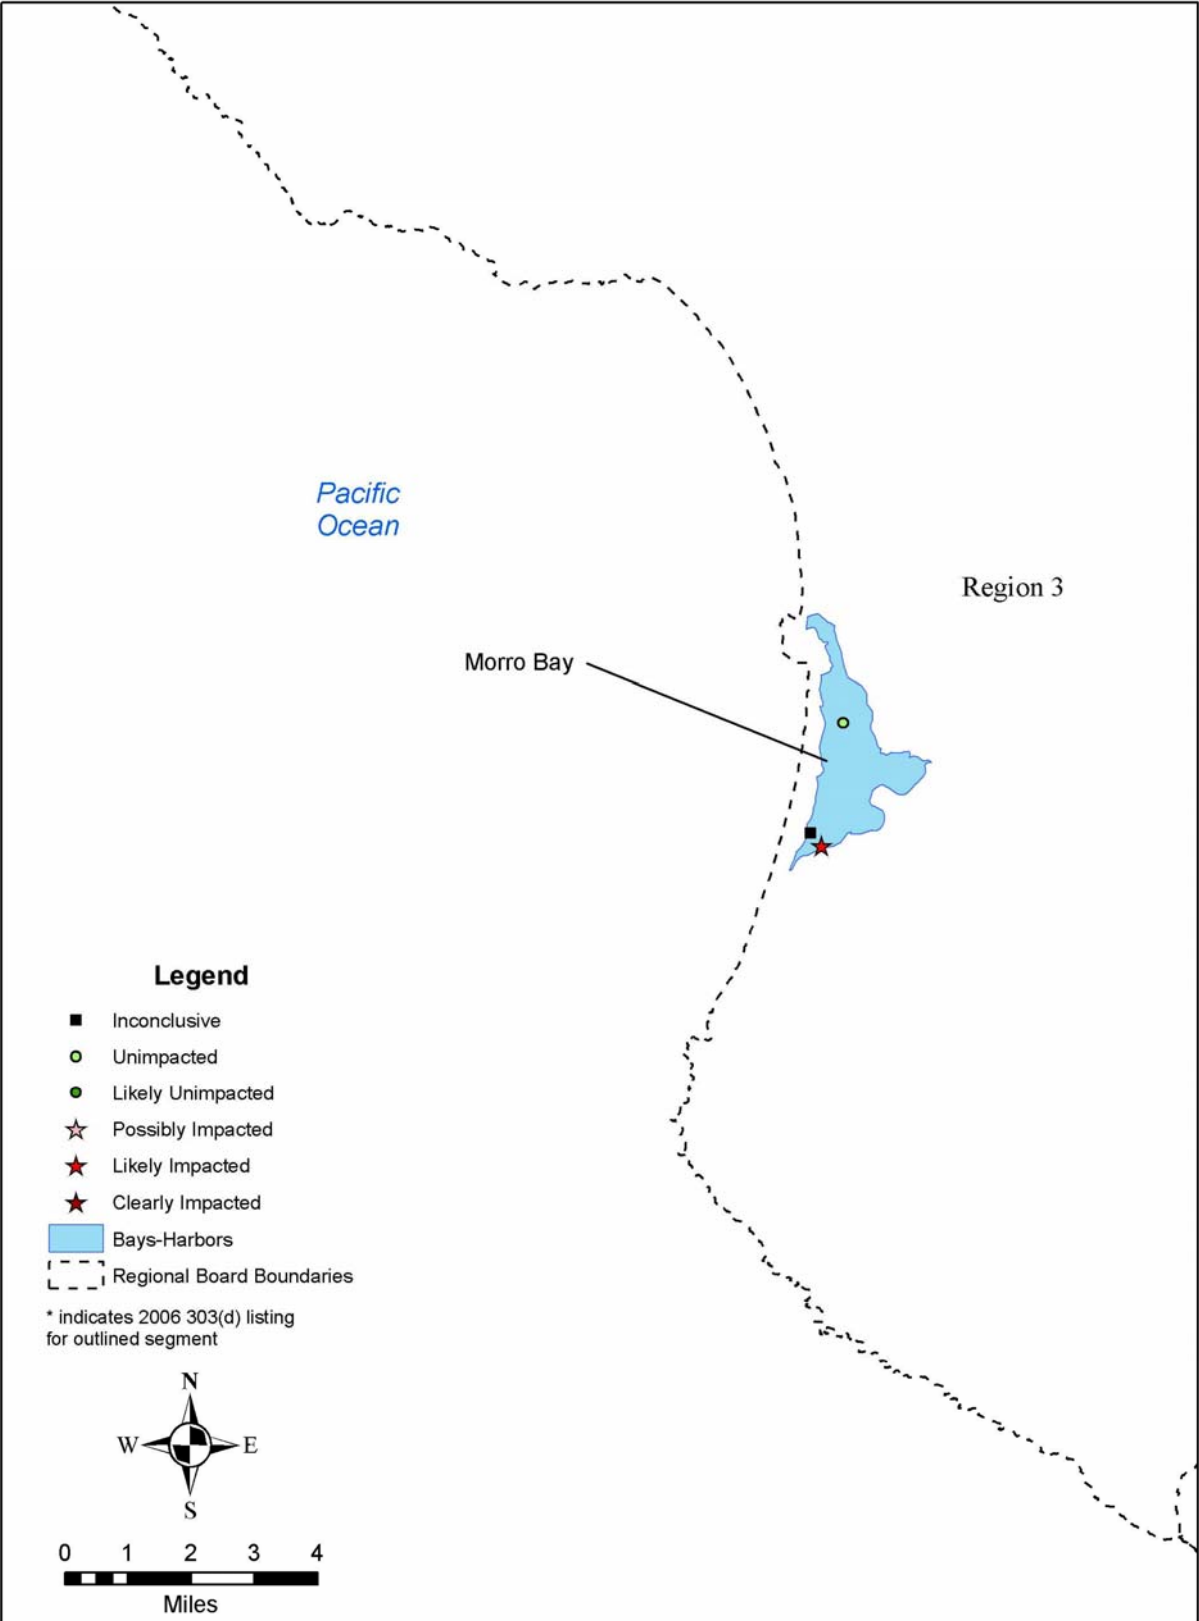 Pacific
Ocean
Region 3
Morro Bay
Legend
Inconclusive
Unimpacted
Likely Unimpacted
Possibly Impacted
Likely Impacted
Clearly Impacted
Bays-Harbors
Regional Board Boundaries
* indicates 2006 303(d) listing
for outlined segment
N
W E
S
0 1 2 3 4
Miles